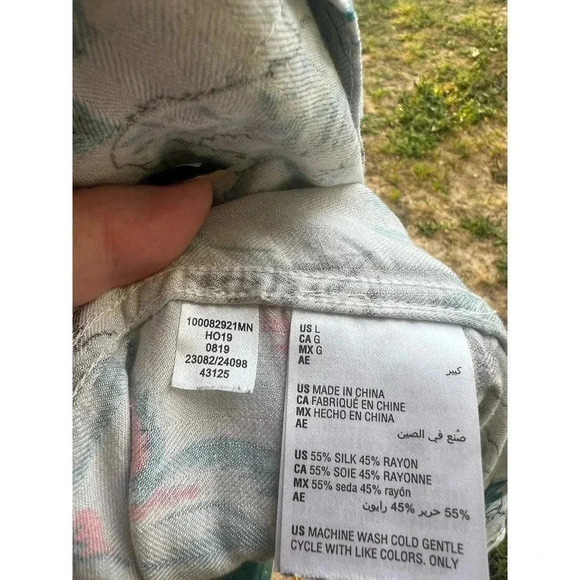 100082921MN
HO19
0819
23082/24098
43125
US L
CA G
MX G
AE
كبير
US MADE IN CHINA
CA FABRIQUÉ EN CHINE
MX HECHO EN CHINA
AE
صُنع في الصين
US 55% SILK 45% RAYON
CA 55% SOIE 45% RAYONNE
MX 55% seda 45% rayón
AE
55% حرير 45% رايون
US MACHINE WASH COLD GENTLE
CYCLE WITH LIKE COLORS. ONLY